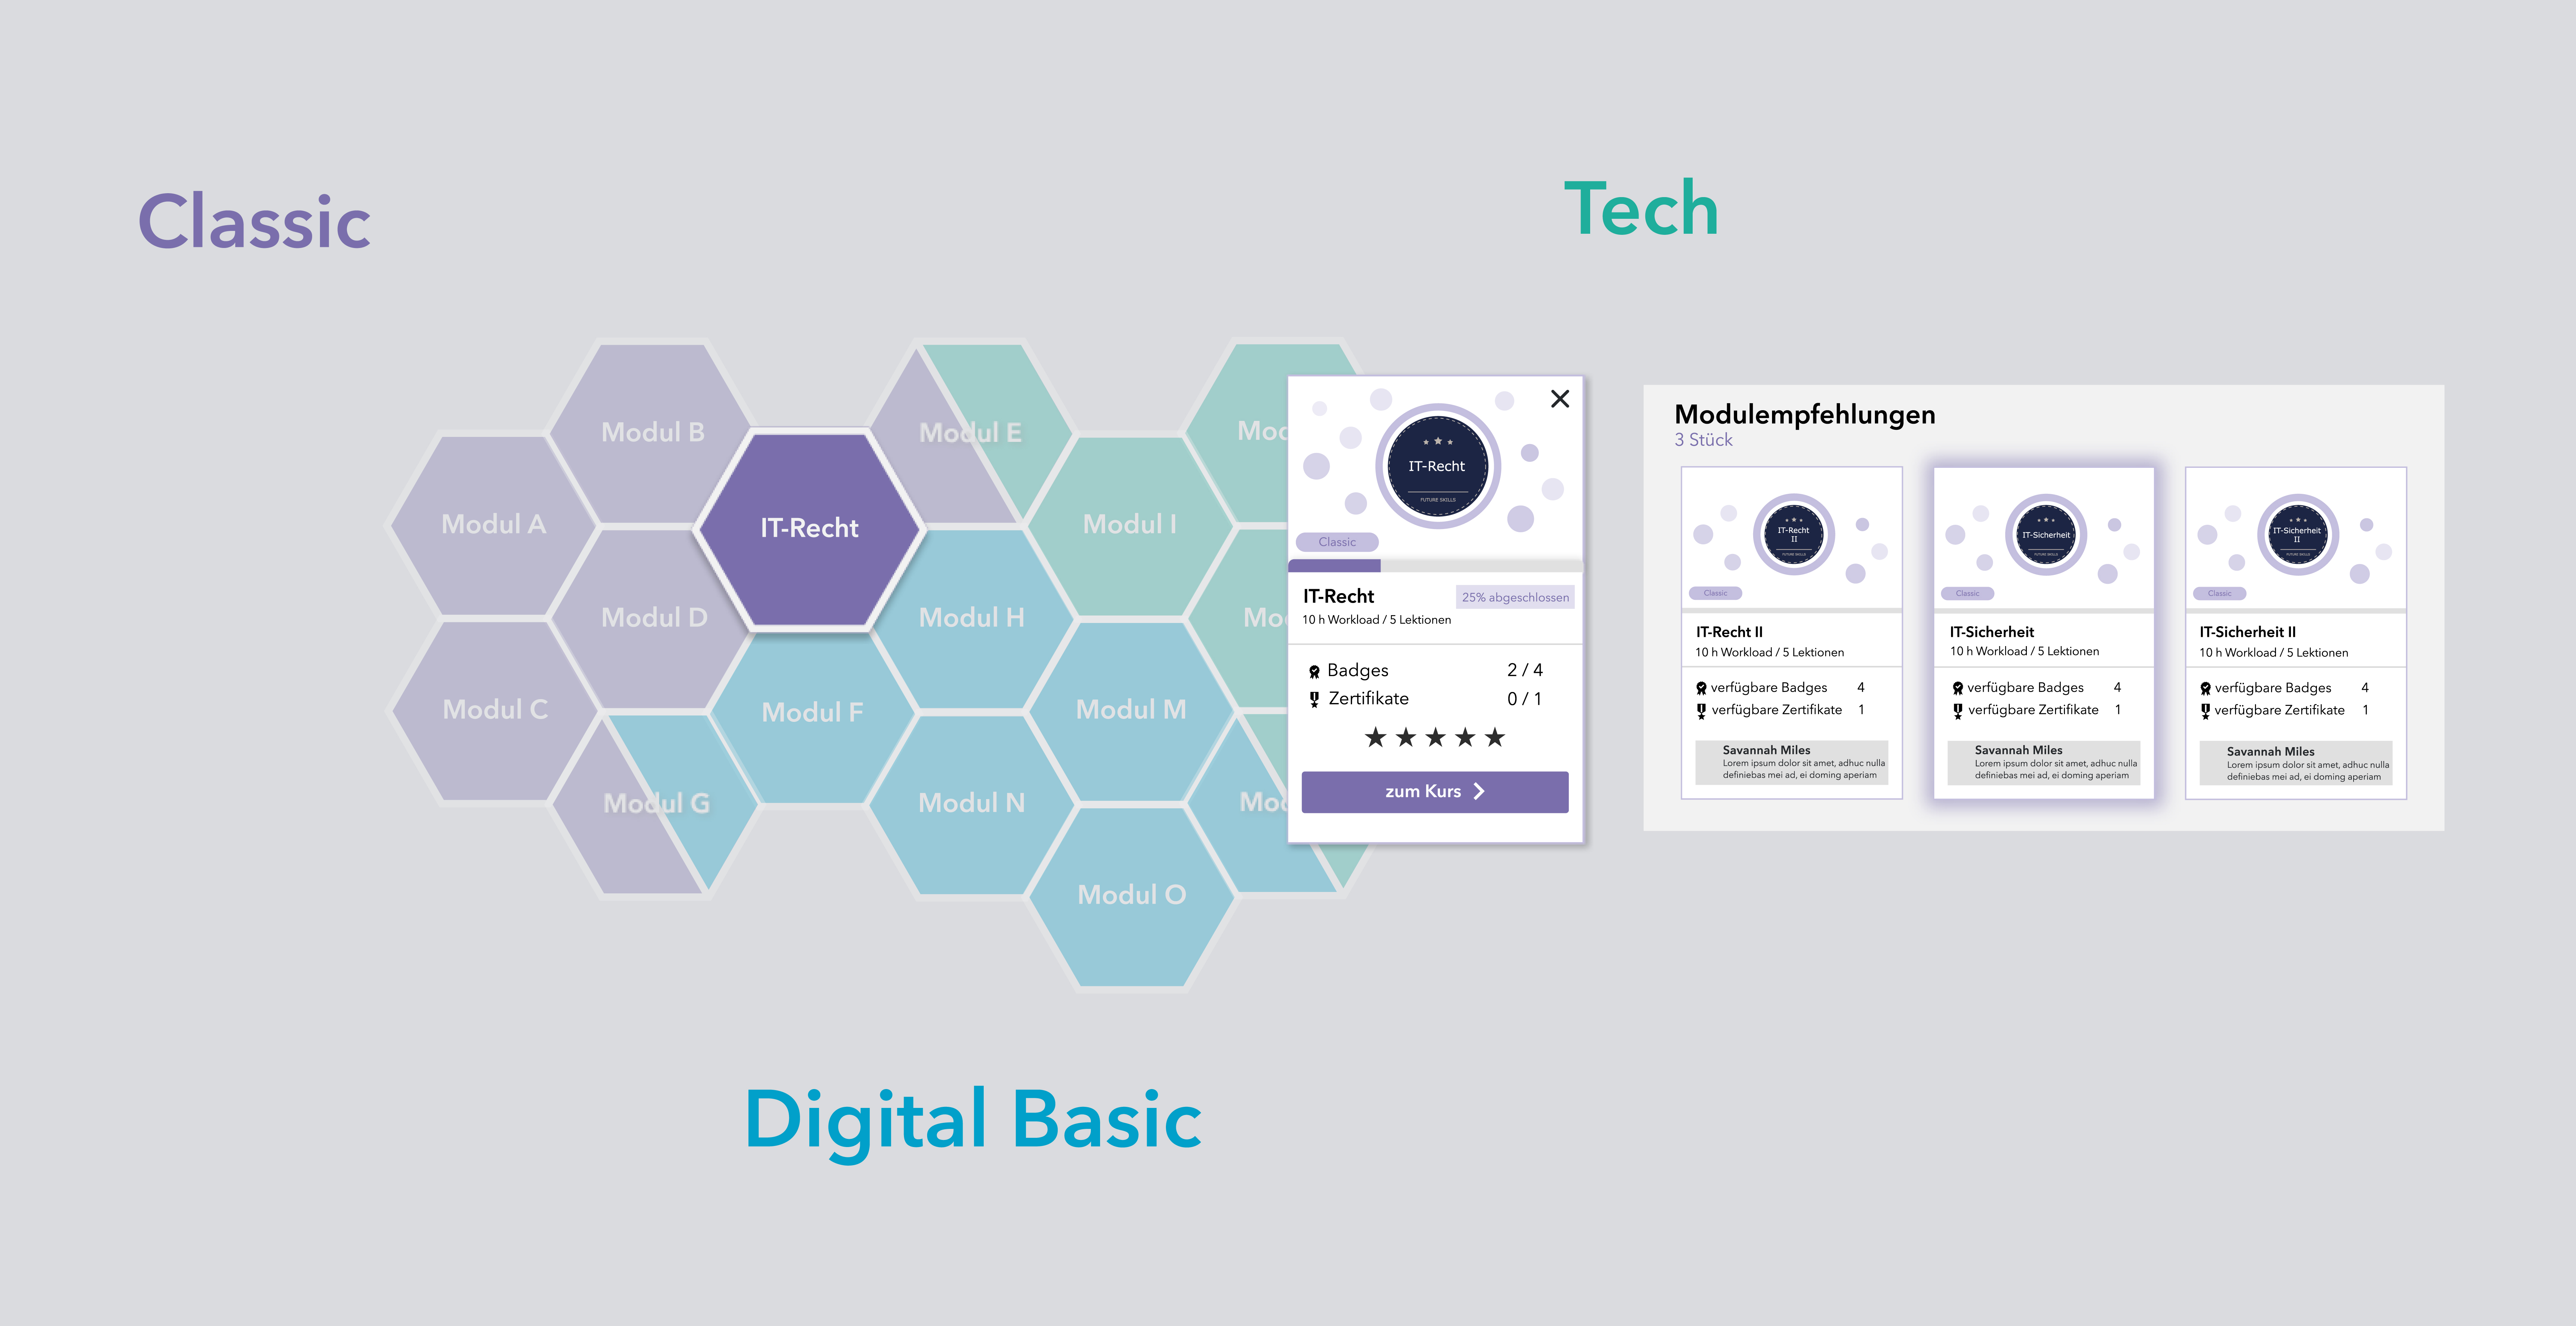 Classic
Tech
Modul B
Modul E
Modul A
IT-Recht
Modul I
Modul D
Modul H
Modul C
Modul F
Modul M
Modul G
Modul N
Modul O
Digital Basic
IT-Recht
FUTURE SKILLS
Classic
IT-Recht
25% abgeschlossen
10 h Workload / 5 Lektionen
Badges 2 / 4
Zertifikate 0 / 1
zum Kurs
Modulempfehlungen
3 Stück
IT-Recht
II
FUTURE SKILLS
Classic
IT-Recht II
10 h Workload / 5 Lektionen
verfügbare Badges 4
verfügbare Zertifikate 1
Savannah Miles
Lorem ipsum dolor sit amet, adhuc nulla
definiebas mei ad, ei doming aperiam
IT-Sicherheit
FUTURE SKILLS
Classic
IT-Sicherheit
10 h Workload / 5 Lektionen
verfügbare Badges 4
verfügbare Zertifikate 1
Savannah Miles
Lorem ipsum dolor sit amet, adhuc nulla
definiebas mei ad, ei doming aperiam
IT-Sicherheit
II
FUTURE SKILLS
Classic
IT-Sicherheit II
10 h Workload / 5 Lektionen
verfügbare Badges 4
verfügbare Zertifikate 1
Savannah Miles
Lorem ipsum dolor sit amet, adhuc nulla
definiebas mei ad, ei doming aperiam